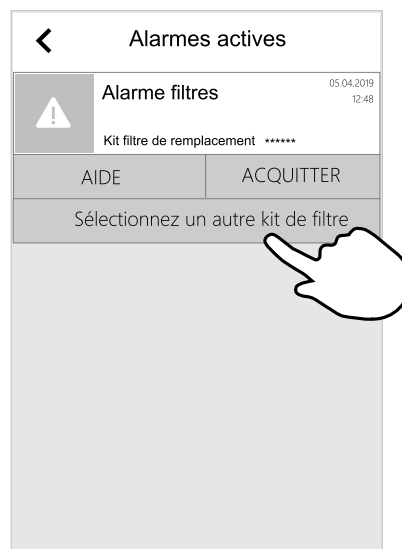 Alarmes actives
Alarme filtres
05.04.2019
12:48
Kit filtre de remplacement ******
AIDE
ACQUITTER
Sélectionnez un autre kit de filtre